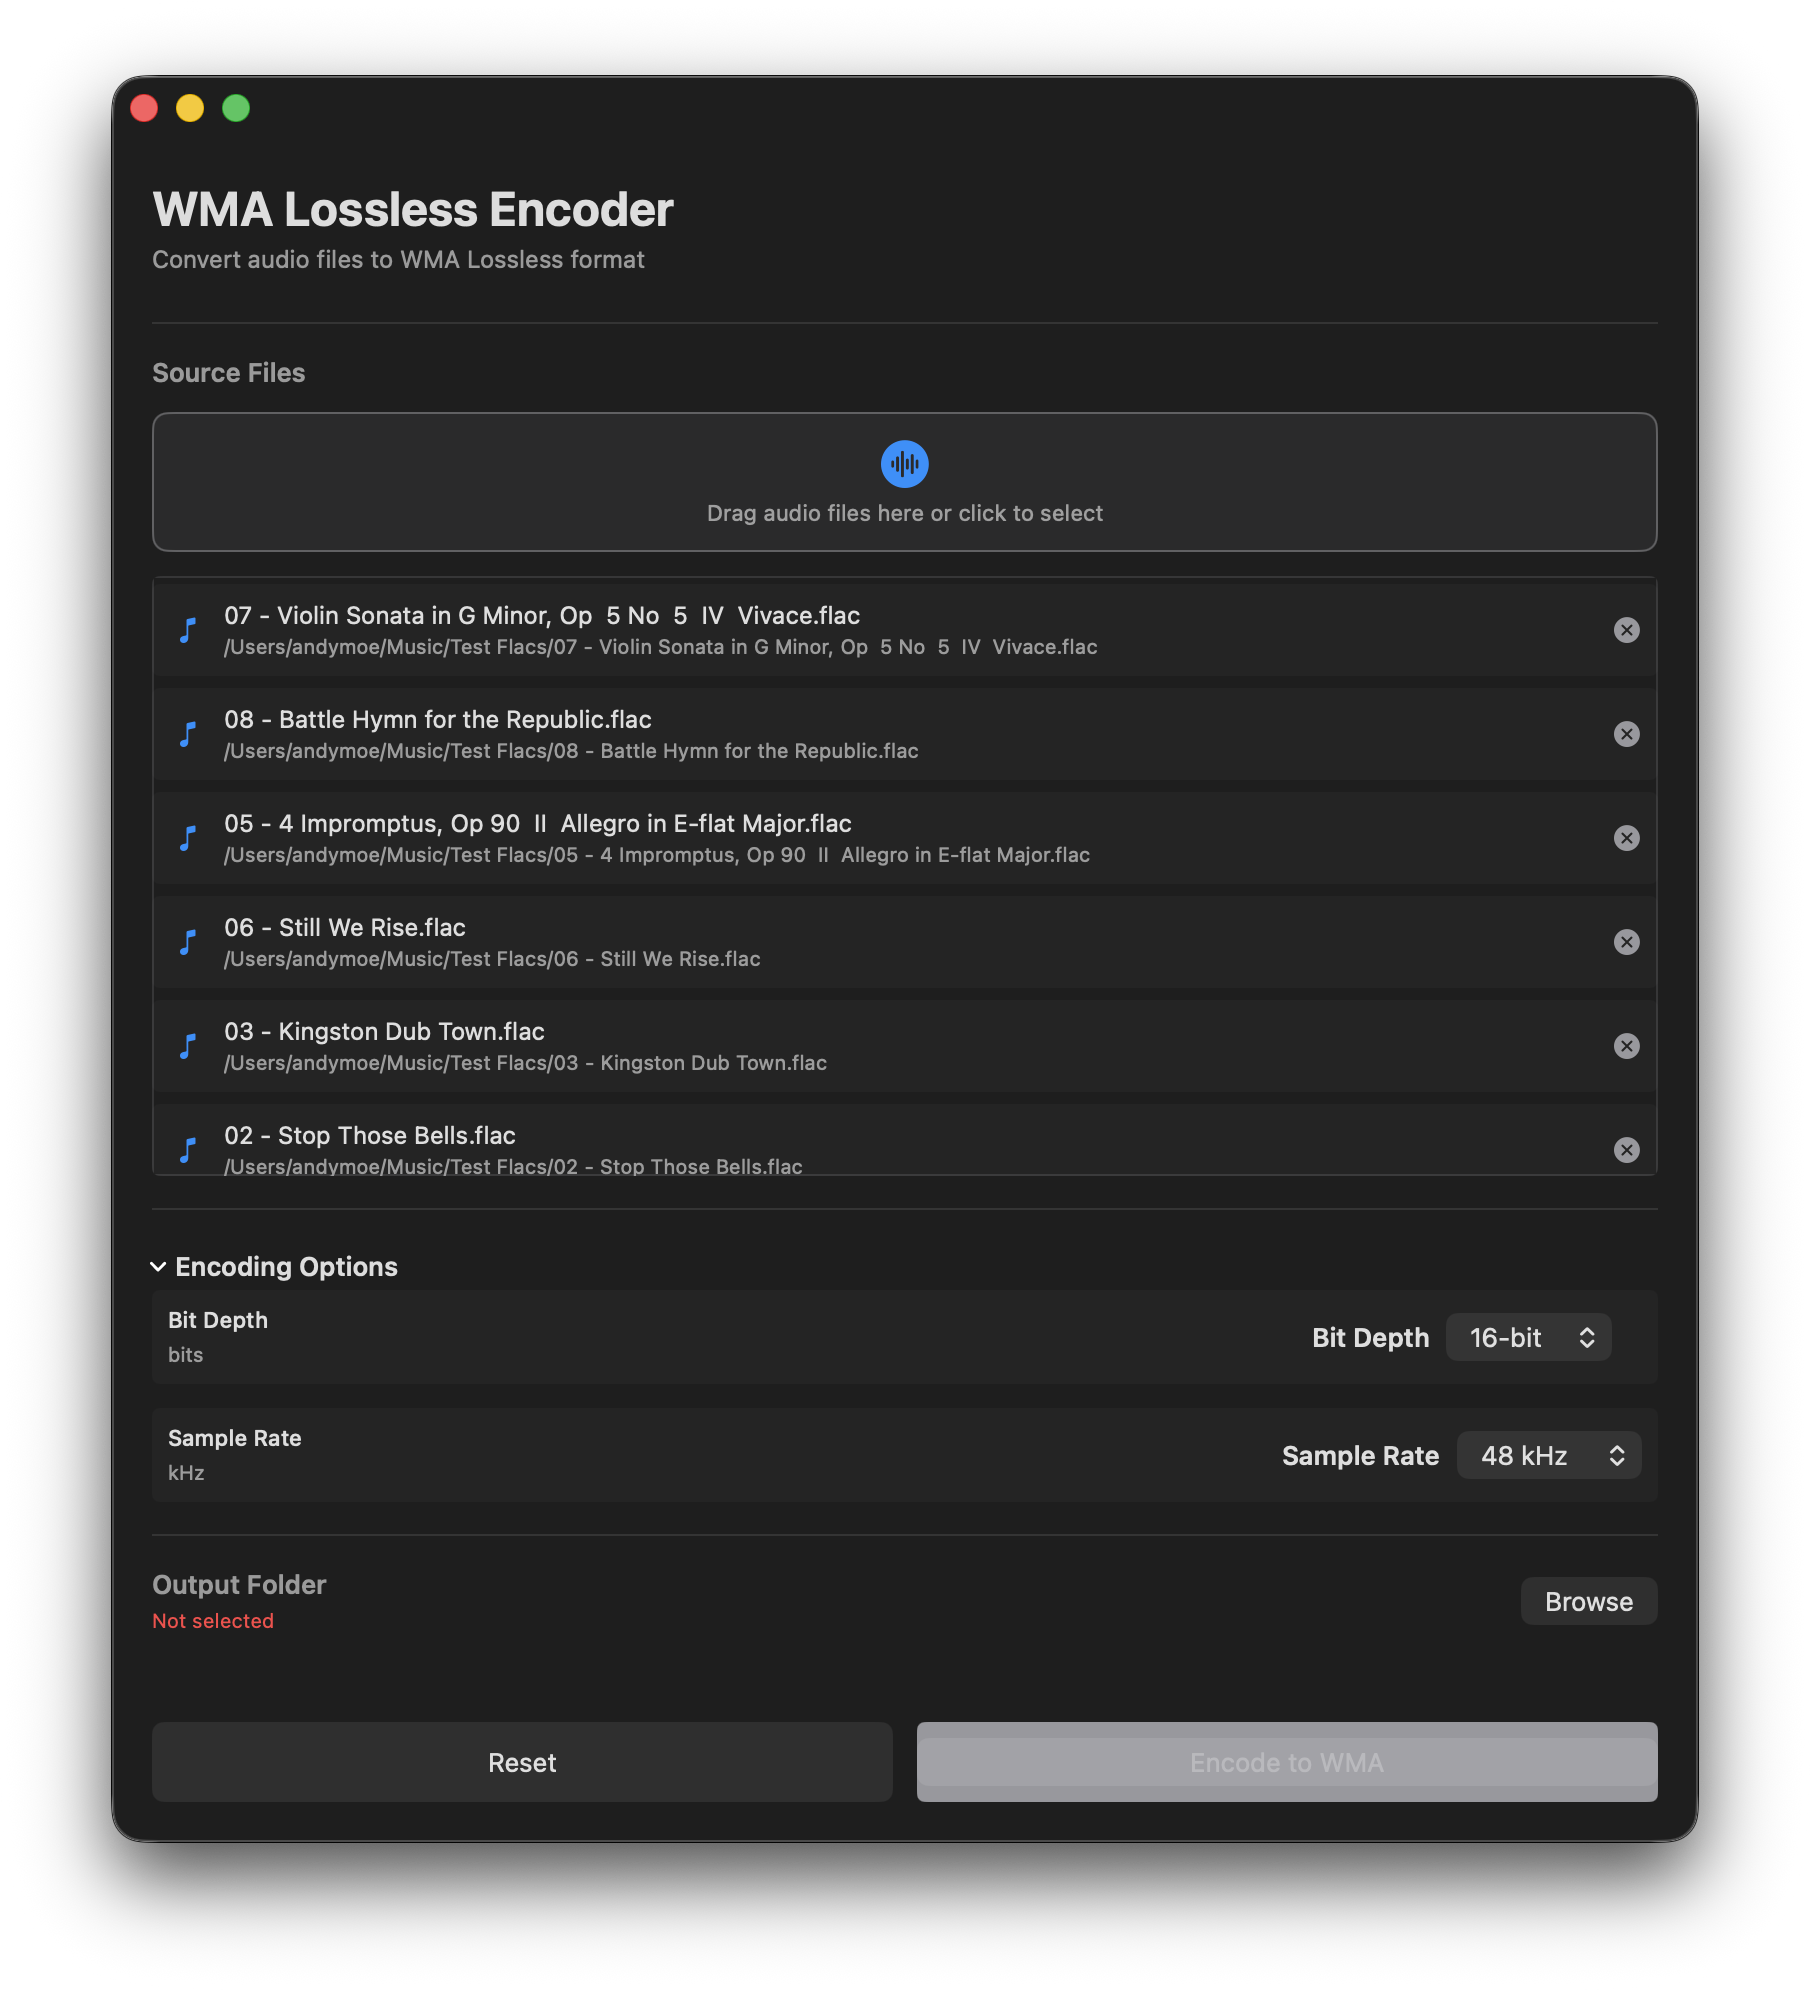 WMA Lossless Encoder
Convert audio files to WMA Lossless format
Source Files
Drag audio files here or click to select
07 - Violin Sonata in G Minor, Op  5 No  5  IV  Vivace.flac
/Users/andymoe/Music/Test Flacs/07 - Violin Sonata in G Minor, Op  5 No  5  IV  Vivace.flac
08 - Battle Hymn for the Republic.flac
/Users/andymoe/Music/Test Flacs/08 - Battle Hymn for the Republic.flac
05 - 4 Impromptus, Op 90  II  Allegro in E-flat Major.flac
/Users/andymoe/Music/Test Flacs/05 - 4 Impromptus, Op 90  II  Allegro in E-flat Major.flac
06 - Still We Rise.flac
/Users/andymoe/Music/Test Flacs/06 - Still We Rise.flac
03 - Kingston Dub Town.flac
/Users/andymoe/Music/Test Flacs/03 - Kingston Dub Town.flac
02 - Stop Those Bells.flac
/Users/andymoe/Music/Test Flacs/02 - Stop Those Bells.flac
Encoding Options
Bit Depth
bits
Bit Depth 16-bit
Sample Rate
kHz
Sample Rate 48 kHz
Output Folder
Not selected
Browse
Reset
Encode to WMA